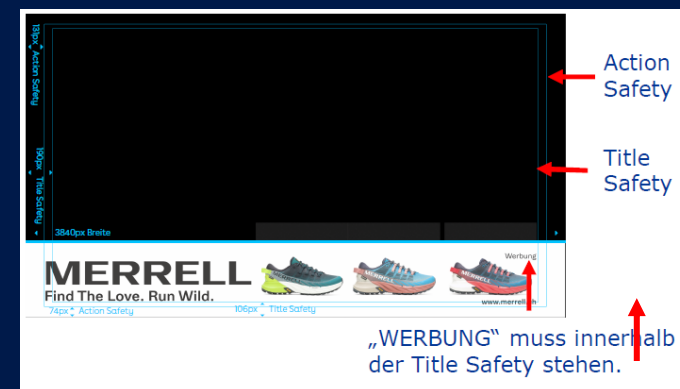 133px Action Safety
190px Title Safety
3840px Breite
Action
Safety
Title
Safety
MERRELL
Find The Love. Run Wild.
Werbung
www.merrell.ch
74px Action Safety
106px Title Safety
„WERBUNG“ muss innerhalb
der Title Safety stehen.